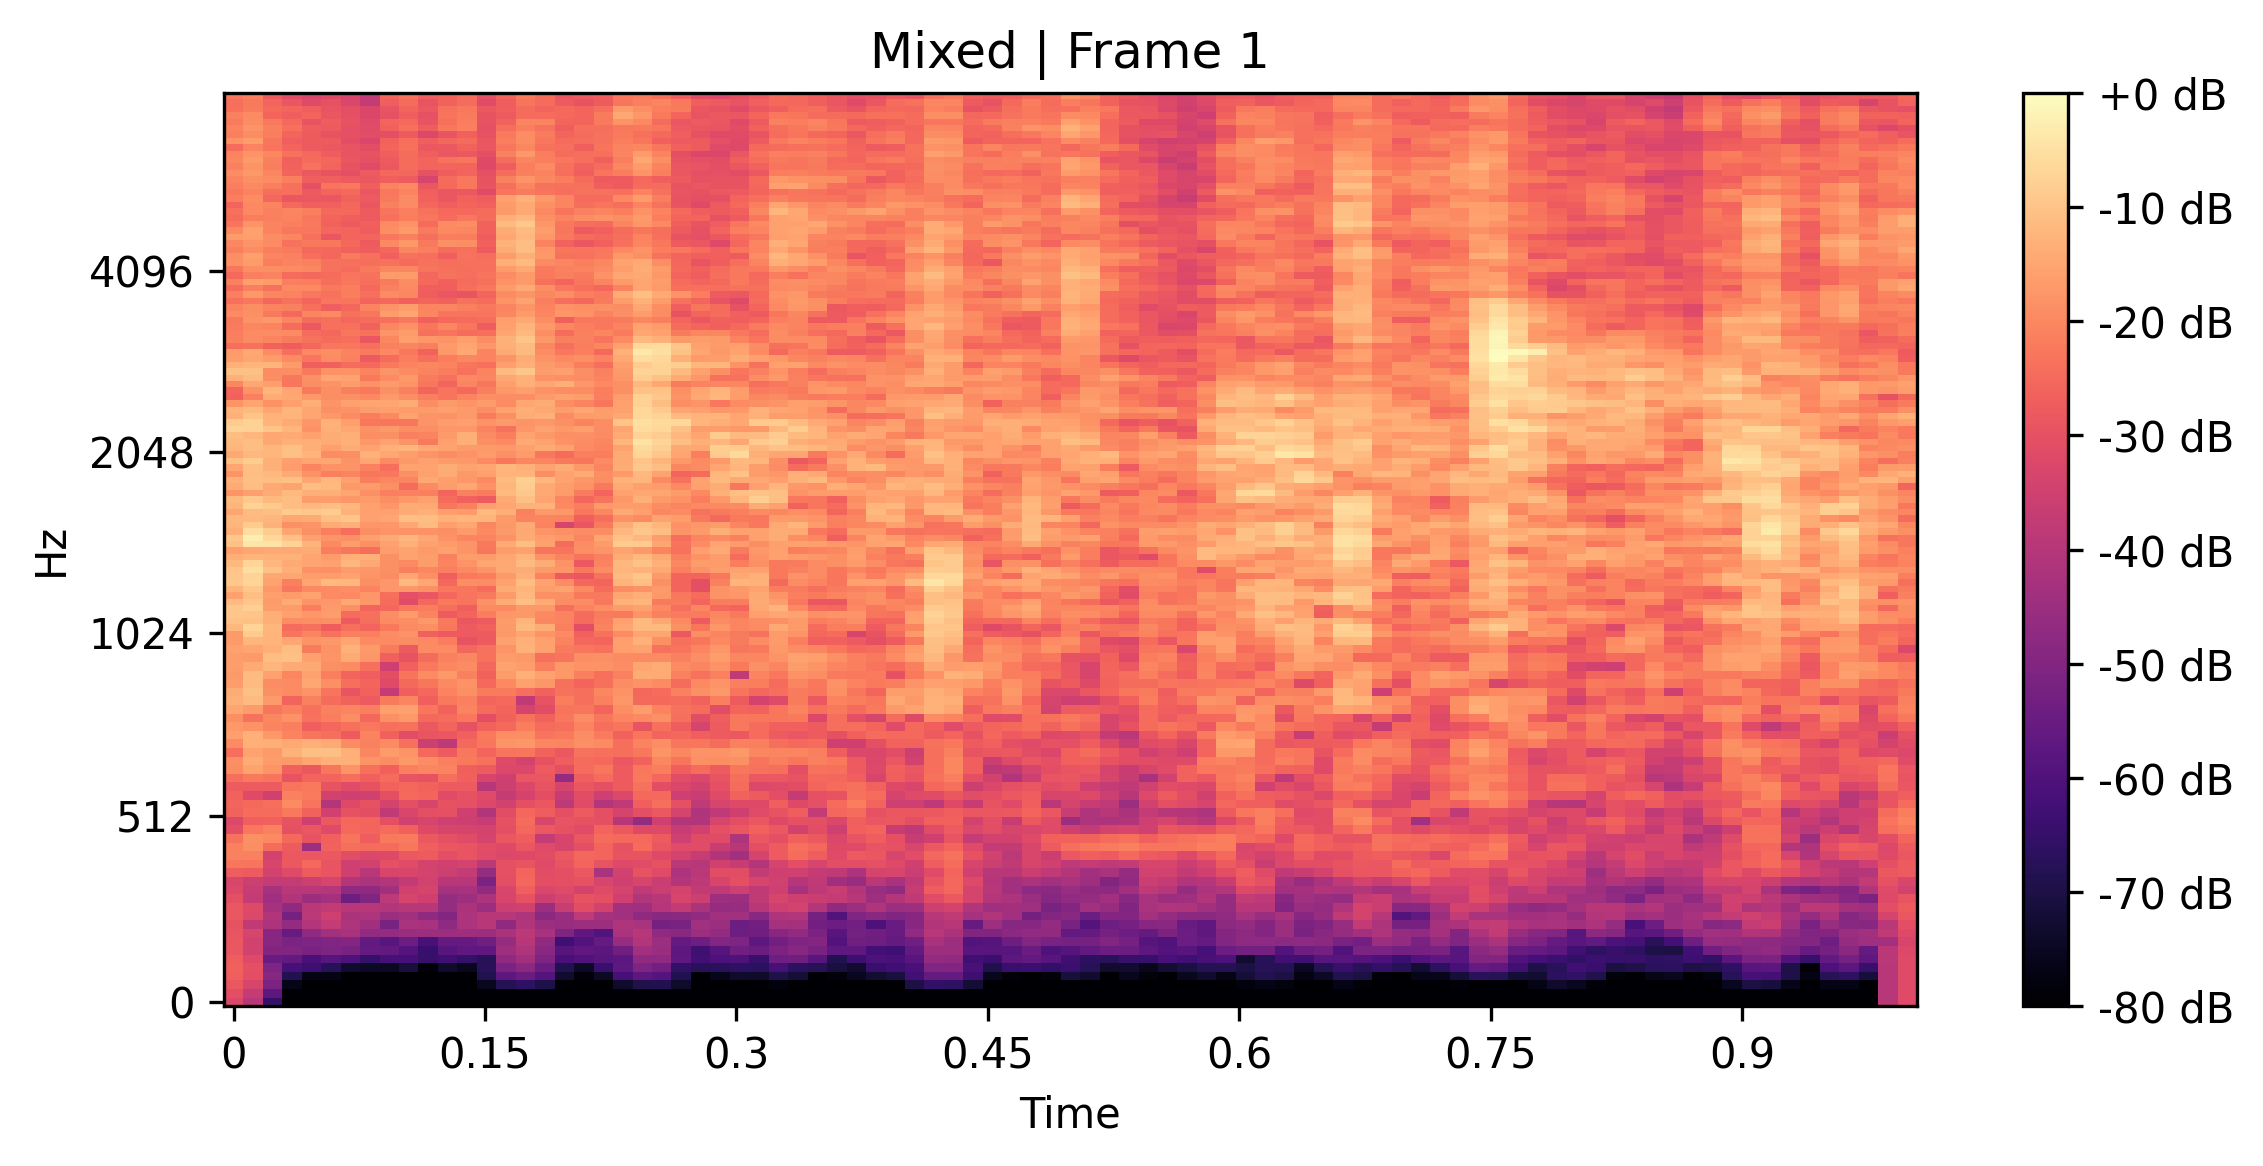 Mixed | Frame 1
+0 dB
-10 dB
-20 dB
-30 dB
-40 dB
-50 dB
-60 dB
-70 dB
-80 dB
Hz
4096
2048
1024
512
0
0 0.15 0.3 0.45 0.6 0.75 0.9
Time